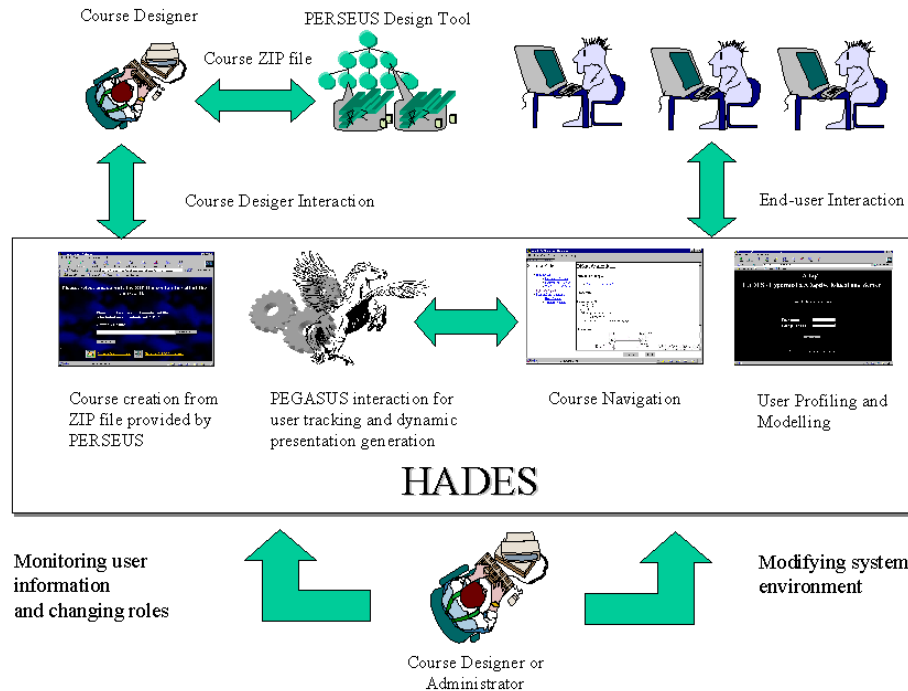 Course Designer
PERSEUS Design Tool
Course ZIP file
Course Desiger Interaction
End-user Interaction
Course creation from
ZIP file provided by
PERSEUS
PEGASUS interaction for
user tracking and dynamic
presentation generation
Course Navigation
User Profiling and
Modelling
HADES
Monitoring user
information
and changing roles
Modifying system
environment
Course Designer or
Administrator